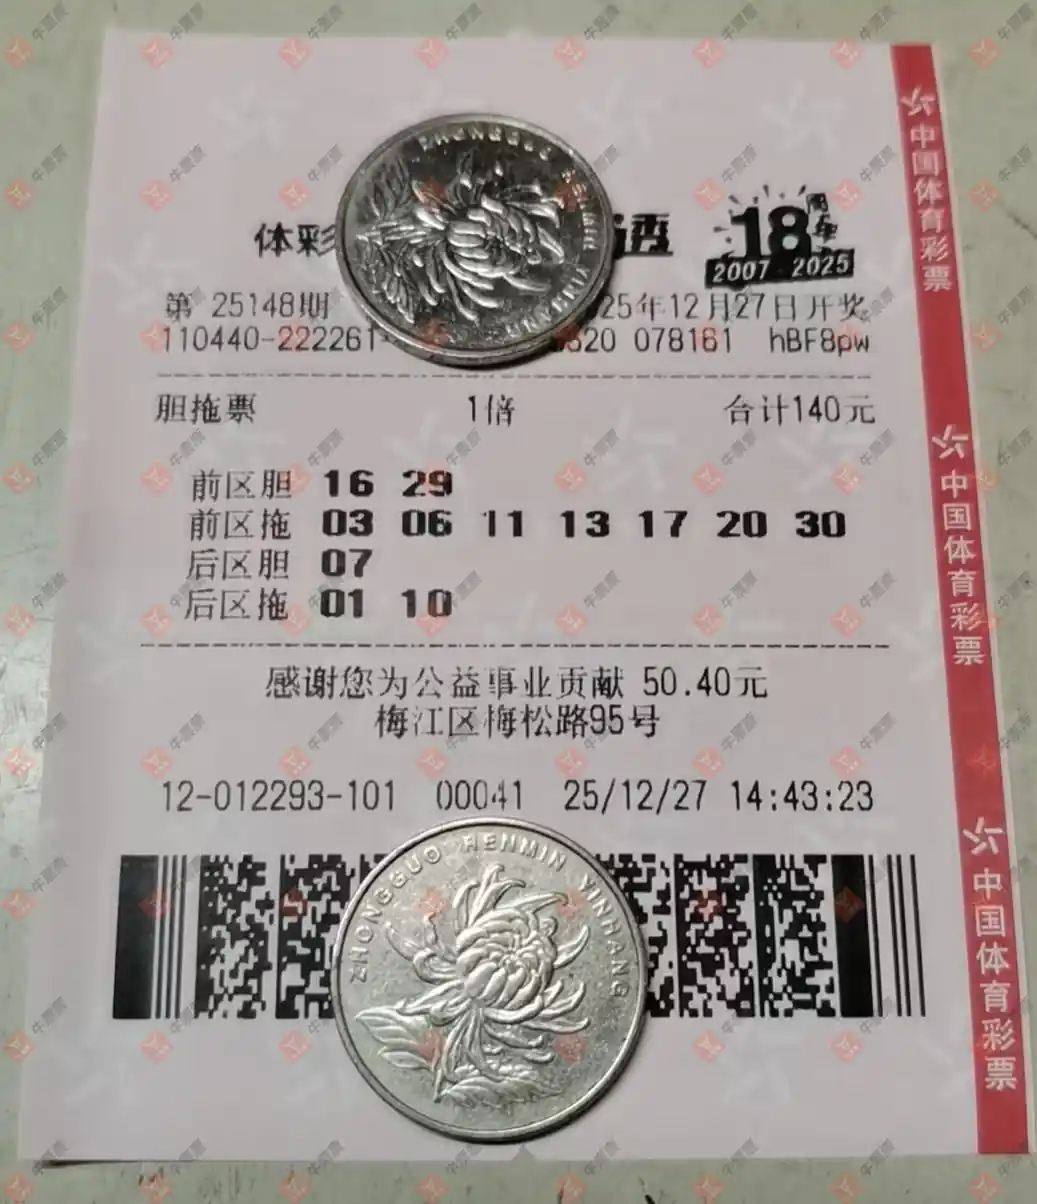 体彩
透 18周年
2007 - 2025
第 25148期 25年12月27日开奖
110440-222261- 520 078161 hBF8pw
胆拖票 1倍 合计140元
前区胆 16 29
前区拖 03 06 11 13 17 20 30
后区胆 07
后区拖 01 10
感谢您为公益事业贡献 50.40元
梅江区梅松路95号
12-012293-101 00041 25/12/27 14:43:23
中国体育彩票
中国体育彩票
中国体育彩票
ZHONGGUO RENMIN YINHANG
ZHONGGUO RENMIN YINHANG
牛票票